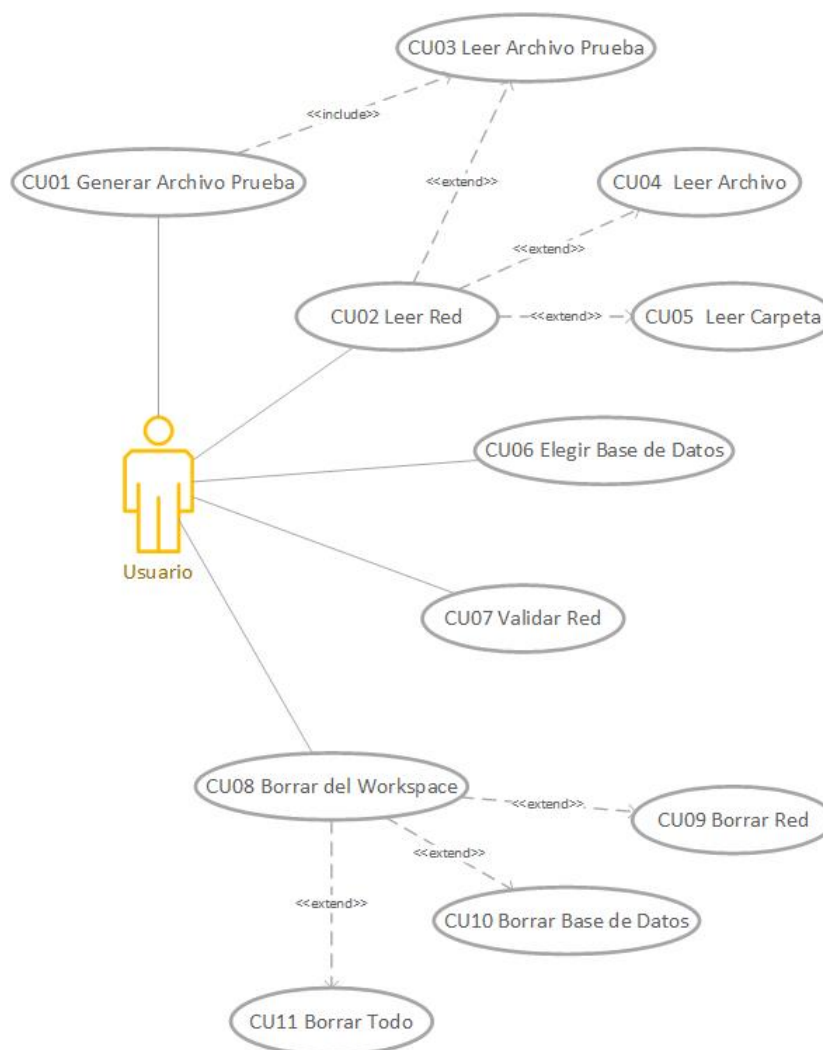 CU03 Leer Archivo Prueba
<<include>>
CU01 Generar Archivo Prueba
<<extend>>
CU04 Leer Archivo
<<extend>>
CU02 Leer Red
<<extend>>
CU05 Leer Carpeta
CU06 Elegir Base de Datos
Usuario
CU07 Validar Red
CU08 Borrar del Workspace
<<extend>>
CU09 Borrar Red
<<extend>>
CU10 Borrar Base de Datos
<<extend>>
CU11 Borrar Todo